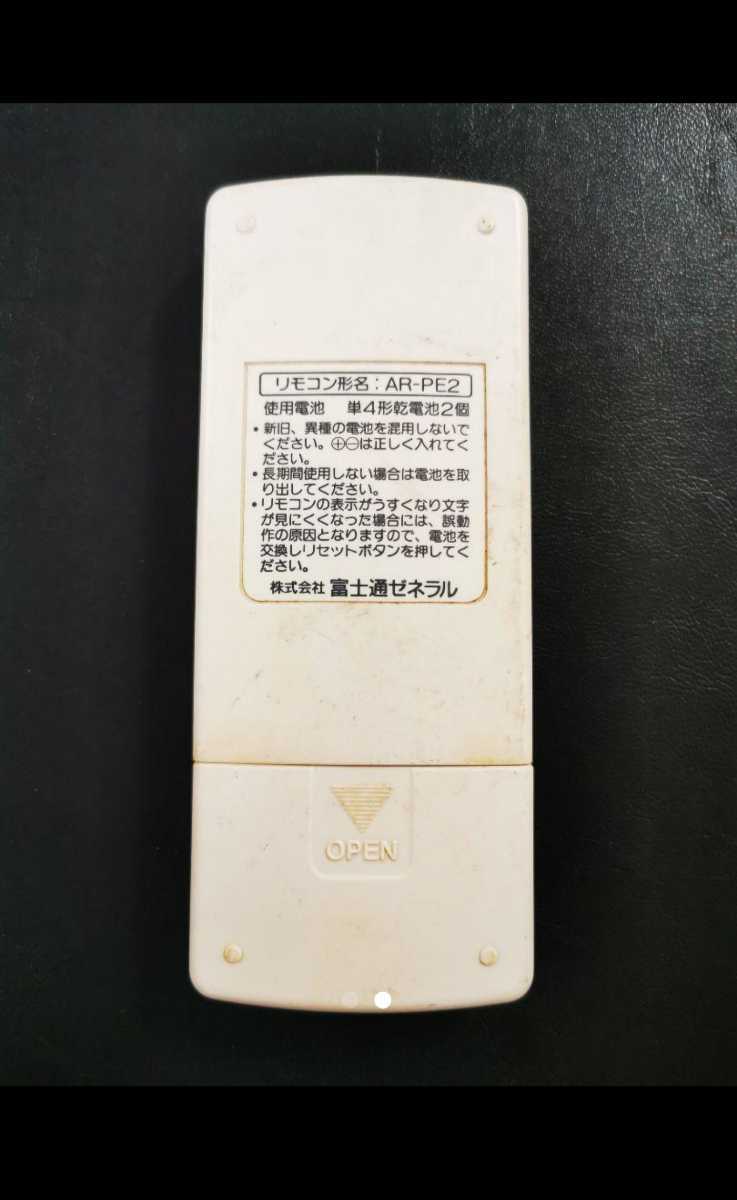 リモコン形名：AR-PE2
使用電池　単4形乾電池2個
・新旧、異種の電池を混用しないで
ください。⊕⊖は正しく入れてく
ださい。
・長期間使用しない場合は電池を取
り出してください。
・リモコンの表示がうすくなり文字
が見にくくなった場合には、誤動
作の原因となりますので、電池を
交換しリセットボタンを押してく
ださい。
株式会社 富士通ゼネラル
OPEN